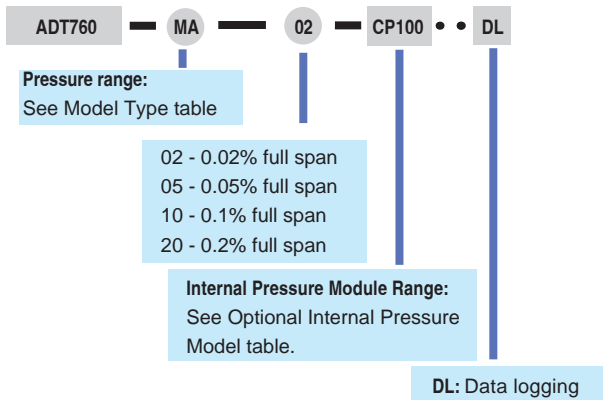 ADT760 — MA — 02 — CP100 • • DL
Pressure range:
See Model Type table
02 - 0.02% full span
05 - 0.05% full span
10 - 0.1% full span
20 - 0.2% full span
Internal Pressure Module Range:
See Optional Internal Pressure
Model table.
DL: Data logging